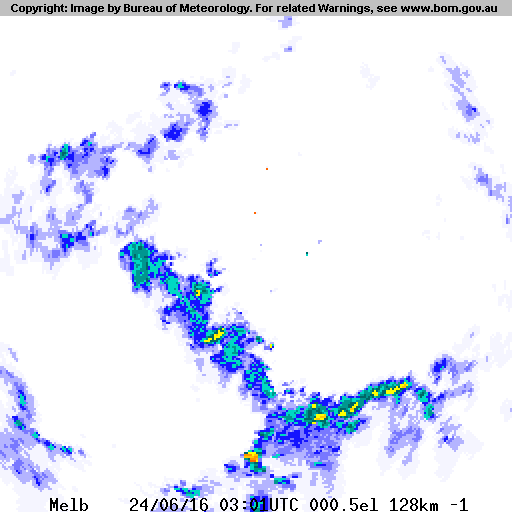 Copyright: Image by Bureau of Meteorology. For related Warnings, see www.bom.gov.au
Melb 24/06/16 03:01UTC 000.5el 128km -1